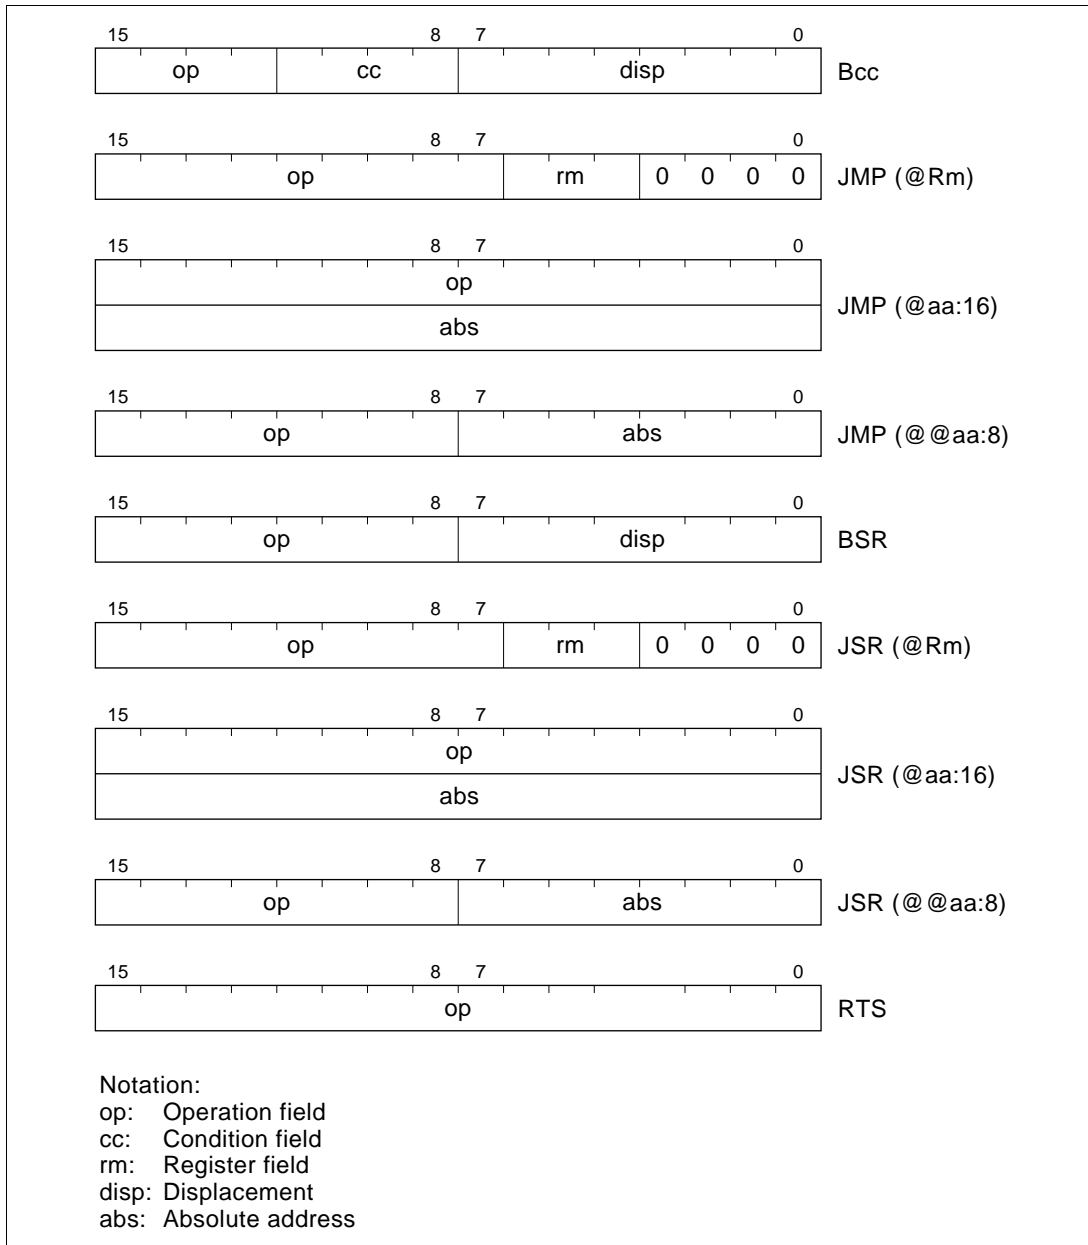 15 8 7 0
op cc disp Bcc
15 8 7 0
op rm 0 0 0 0 JMP (@Rm)
15 8 7 0
op
JMP (@aa:16)
abs
15 8 7 0
op abs JMP (@@aa:8)
15 8 7 0
op disp BSR
15 8 7 0
op rm 0 0 0 0 JSR (@Rm)
15 8 7 0
op
JSR (@aa:16)
abs
15 8 7 0
op abs JSR (@@aa:8)
15 8 7 0
op RTS
Notation:
op: Operation field
cc: Condition field
rm: Register field
disp: Displacement
abs: Absolute address